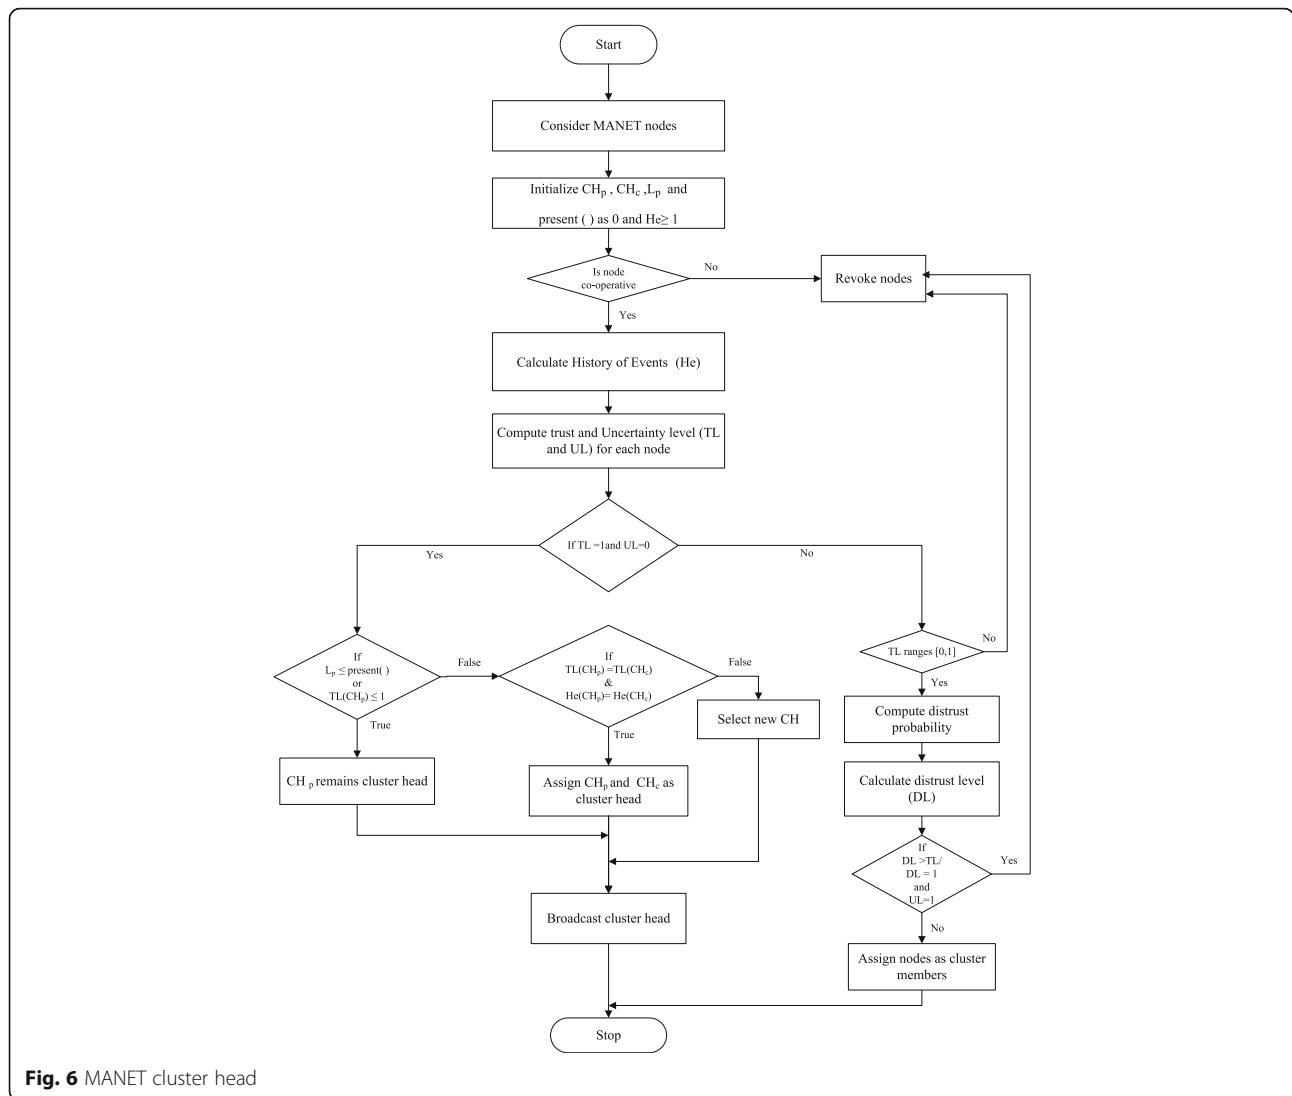 Start
Consider MANET nodes
Initialize CHp , CHc ,Lp and
present ( ) as 0 and He≥ 1
Is node
co-operative
No
Revoke nodes
Yes
Calculate History of Events (He)
Compute trust and Uncertainty level (TL
and UL) for each node
If TL =1and UL=0
Yes
No
If
Lp ≤ present( )
or
TL(CHp) ≤ 1
False
If
TL(CHp) =TL(CHc)
&
He(CHp)= He(CHc)
False
TL ranges [0,1]
No
Yes
True
True
Select new CH
Compute distrust
probability
CH p remains cluster head
Assign CHp and CHc as
cluster head
Calculate distrust level
(DL)
If
DL >TL/
DL = 1
and
UL=1
Yes
No
Broadcast cluster head
Assign nodes as cluster
members
Stop
Fig. 6 MANET cluster head